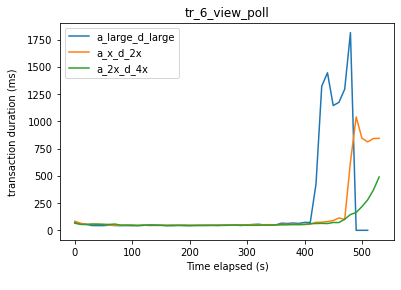 tr_6_view_poll
a_large_d_large
a_x_d_2x
a_2x_d_4x
transaction duration (ms)
1750
1500
1250
1000
750
500
250
0
0
100
200
300
400
500
Time elapsed (s)